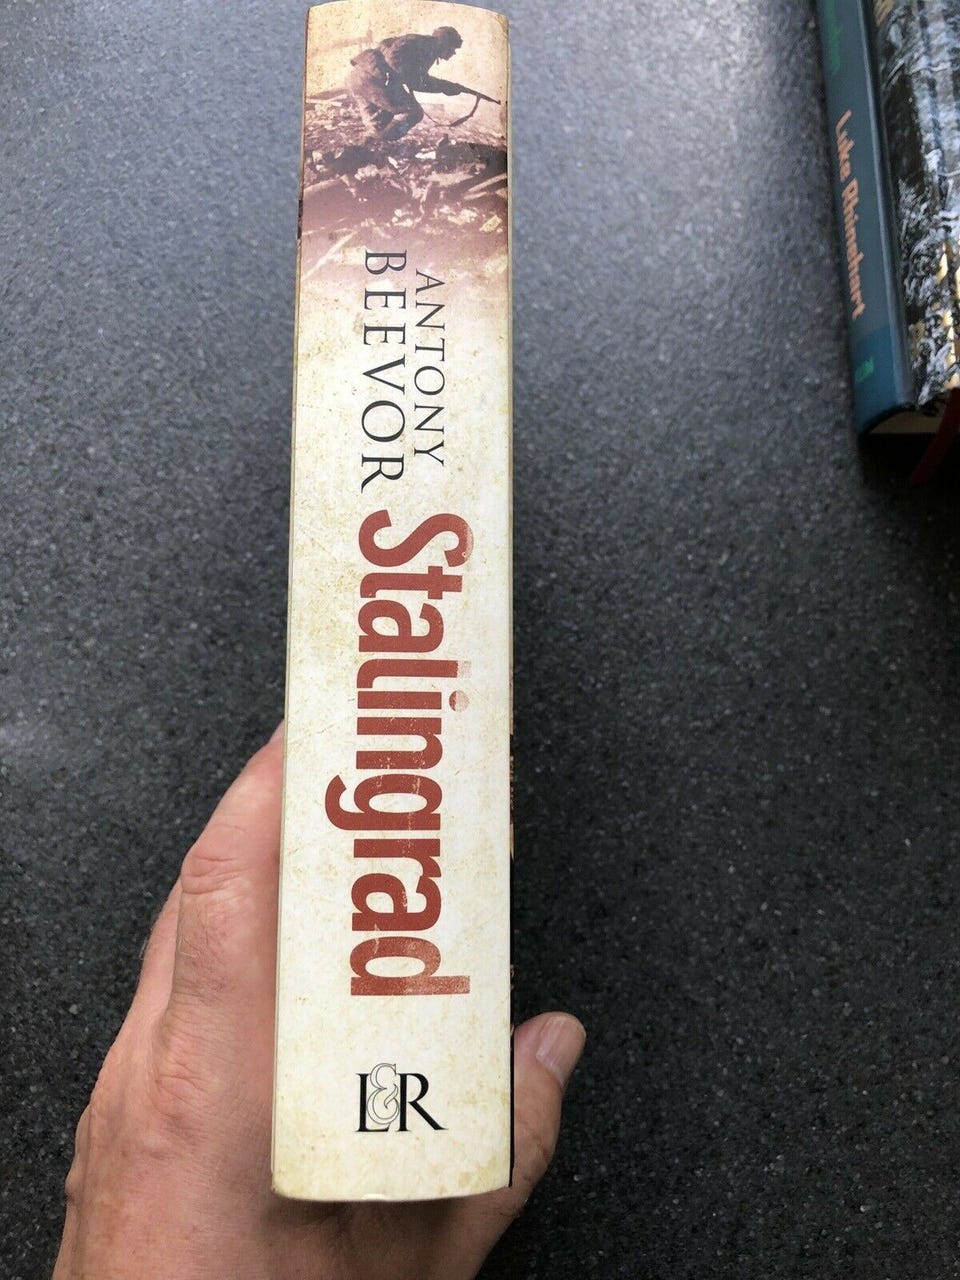 ANTONY
BEEVOR
Stalingrad
L&R
Luke Rhinehart